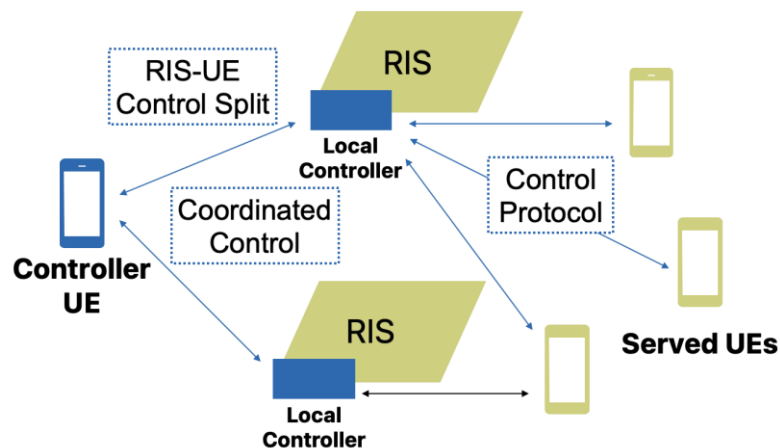 RIS-UE
Control Split
RIS
Local
Controller
Coordinated
Control
Control
Protocol
Controller
UE
RIS
Served UEs
Local
Controller